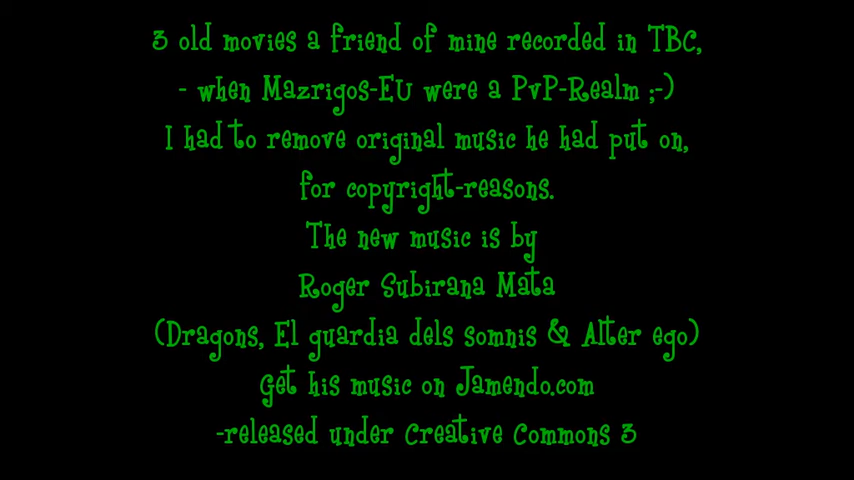 3 old movies a friend of mine recorded in TBC,
- when Mazrigos-EU were a PvP-Realm ;-)
I had to remove original music he had put on,
for copyright-reasons.
The new music is by
Roger Subirana Mata
(Dragons, El guardia dels somnis & Alter ego)
Get his music on Jamendo.com
-released under Creative Commons 3